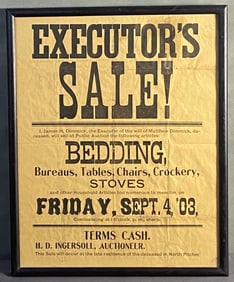 EXECUTOR'S
SALE!
I, James H. Dimmick, the Executor of the will of Matthew Dimmick, de-
ceased, will sell at Public Auction the following articles:
BEDDING,
Bureaus, Tables, Chairs, Crockery,
STOVES
and other Household Articles too numerous to mention, on
FRIDAY, SEPT. 4, '03,
Commencing at 1 o'clock, p. m., sharp.
TERMS CASH.
H. D. INGERSOLL, AUCTIONEER.
This Sale will occur at the late residence of the deceased in North Pitcher